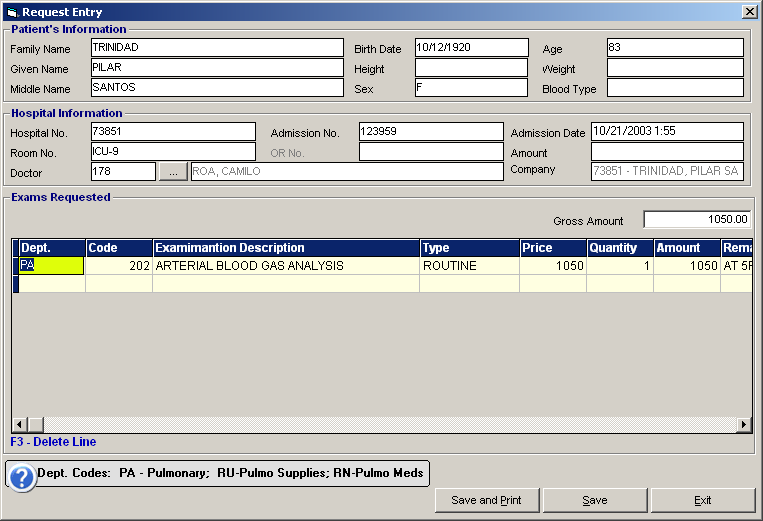 Request Entry
Patient's Information
Family Name TRINIDAD Birth Date 10/12/1920 Age 83
Given Name PILAR Height Weight
Middle Name SANTOS Sex F Blood Type
Hospital Information
Hospital No. 73851 Admission No. 123959 Admission Date 10/21/2003 1:55
Room No. ICU-9 OR No. Amount
Doctor 178 ... ROA, CAMILO Company 73851 - TRINIDAD, PILAR SA
Exams Requested
Gross Amount 1050.00
Dept. Code Examimantion Description Type Price Quantity Amount Rema
PA 202 ARTERIAL BLOOD GAS ANALYSIS ROUTINE 1050 1 1050 AT 5P
F3 - Delete Line
? Dept. Codes: PA - Pulmonary; RU-Pulmo Supplies; RN-Pulmo Meds
Save and Print Save Exit